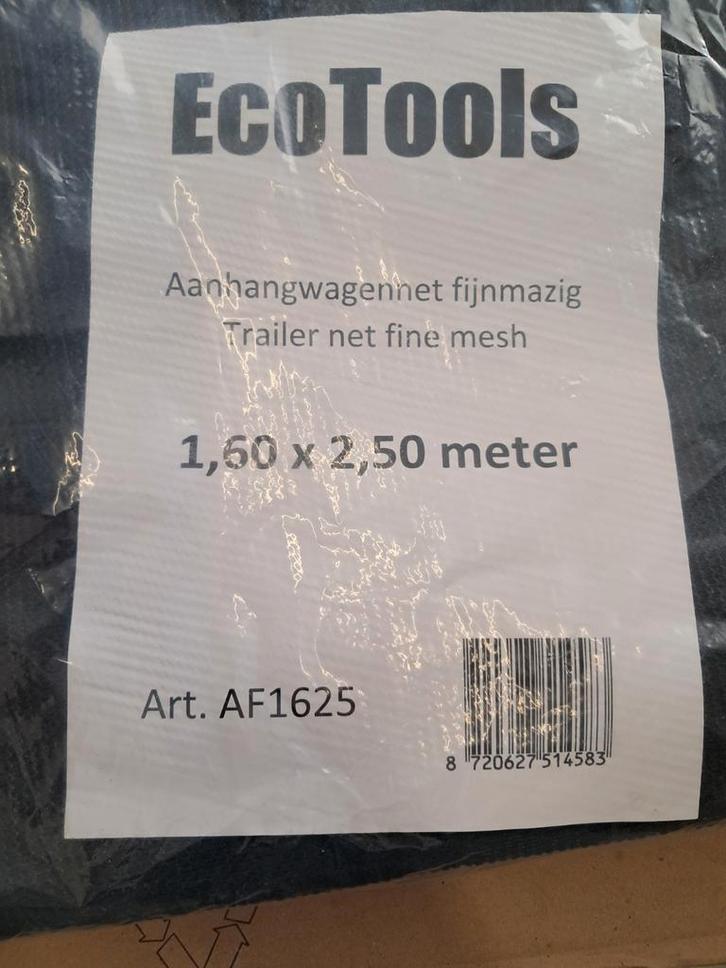 EcoTools
Aanhangwagennet fijnmazig
Trailer net fine mesh
1,60 x 2,50 meter
Art. AF1625
8 720627 514583